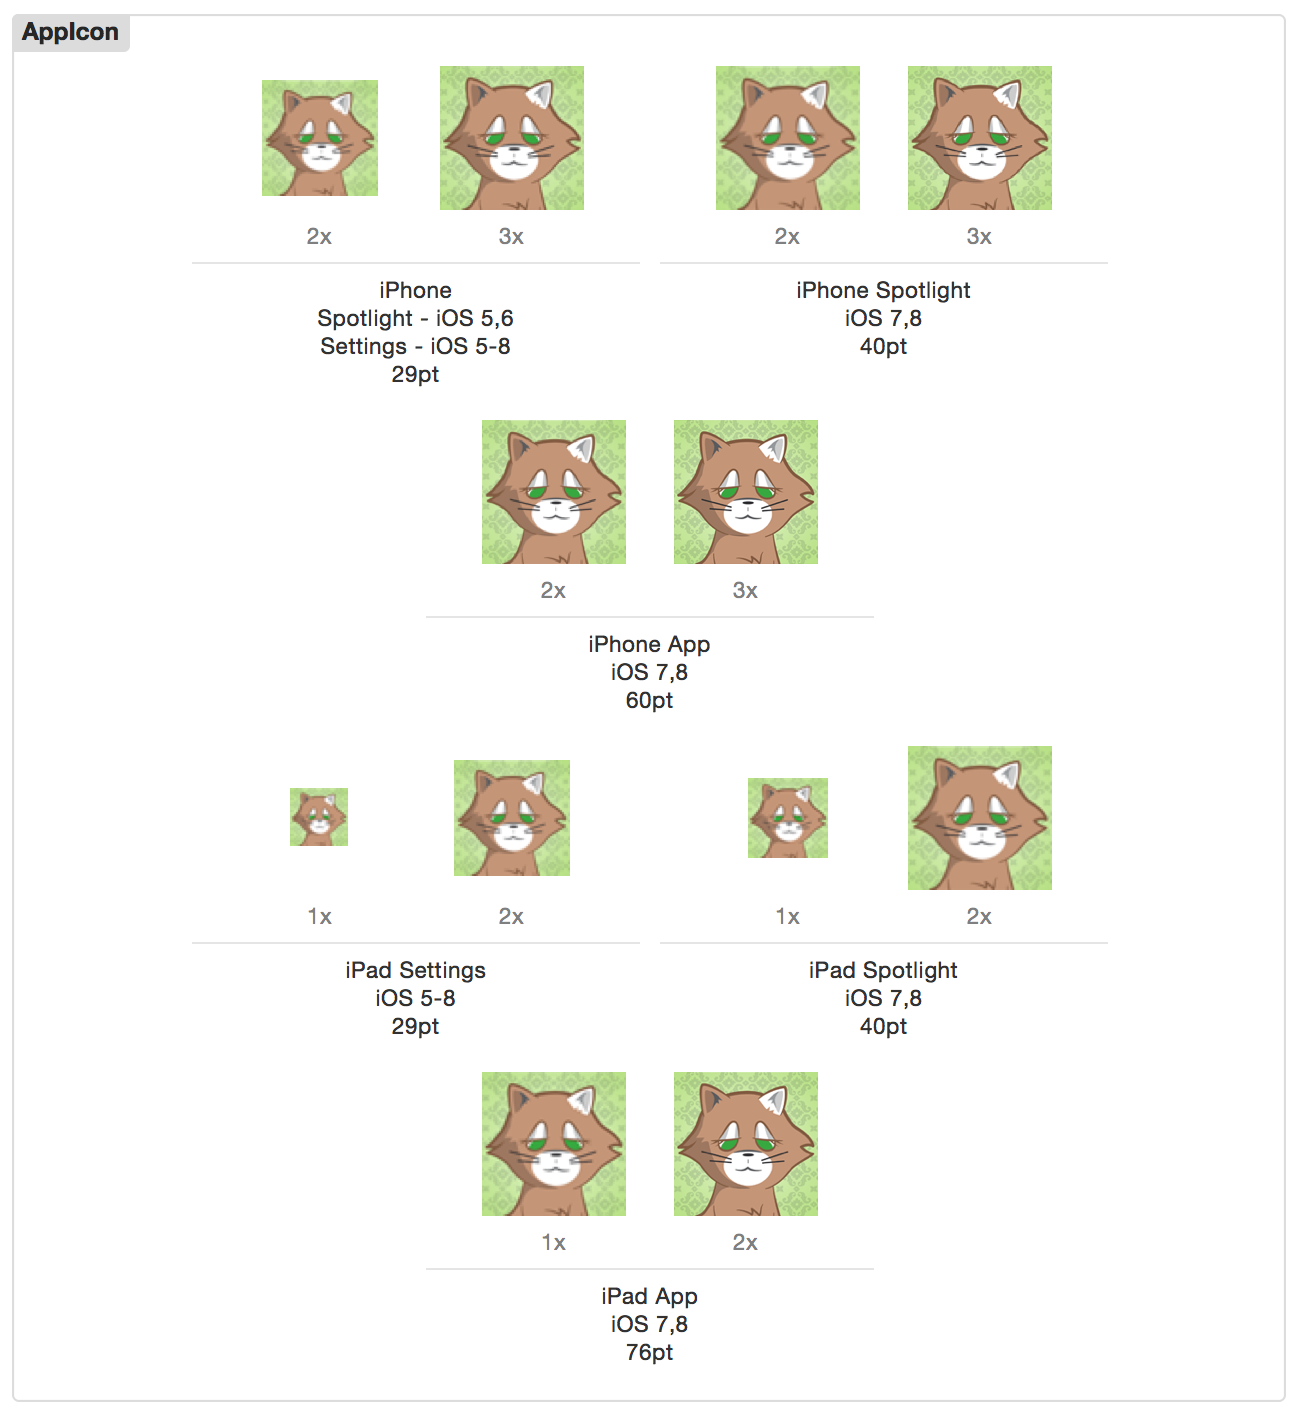 AppIcon
2x
3x
2x
3x
iPhone
Spotlight - iOS 5,6
Settings - iOS 5-8
29pt
iPhone Spotlight
iOS 7,8
40pt
2x
3x
iPhone App
iOS 7,8
60pt
1x
2x
1x
2x
iPad Settings
iOS 5-8
29pt
iPad Spotlight
iOS 7,8
40pt
1x
2x
iPad App
iOS 7,8
76pt